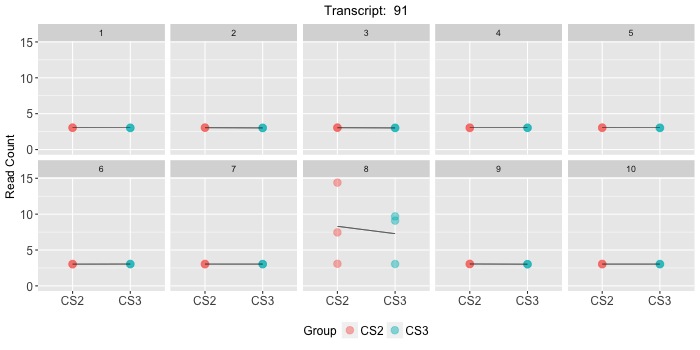 Transcript:  91
1 2 3 4 5
15
10
5
0
Read Count
6 7 8 9 10
15
10
5
0
CS2 CS3 CS2 CS3 CS2 CS3 CS2 CS3 CS2 CS3
Group CS2 CS3